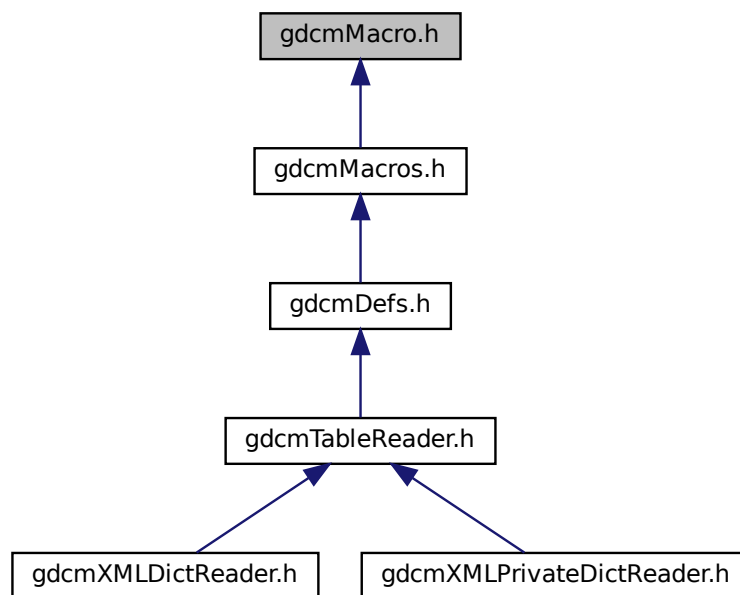 gdcmMacro.h
gdcmMacros.h
gdcmDefs.h
gdcmTableReader.h
gdcmXMLDictReader.h
gdcmXMLPrivateDictReader.h